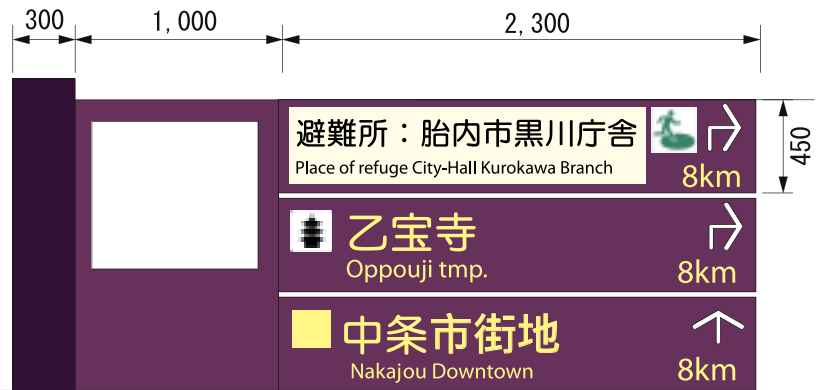 300
1,000
2,300
避難所：胎内市黒川庁舎
Place of refuge City-Hall Kurokawa Branch
8km
450
乙宝寺
Oppouji tmp.
8km
中条市街地
Nakajou Downtown
8km